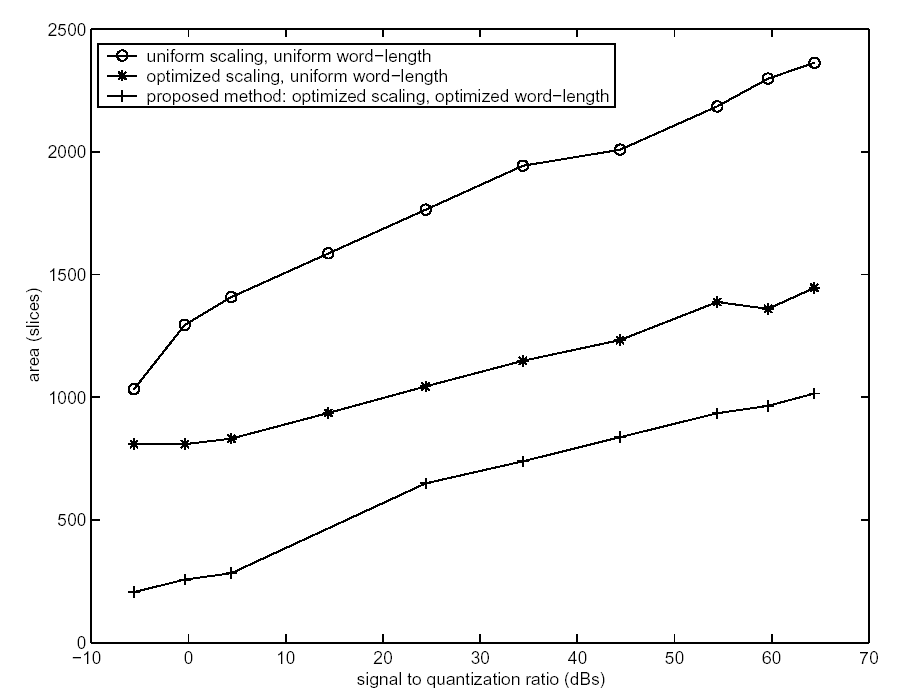 2500
uniform scaling, uniform word−length
optimized scaling, uniform word−length
proposed method: optimized scaling, optimized word−length
2000
1500
area (slices)
1000
500
0
−10 0 10 20 30 40 50 60 70
signal to quantization ratio (dBs)